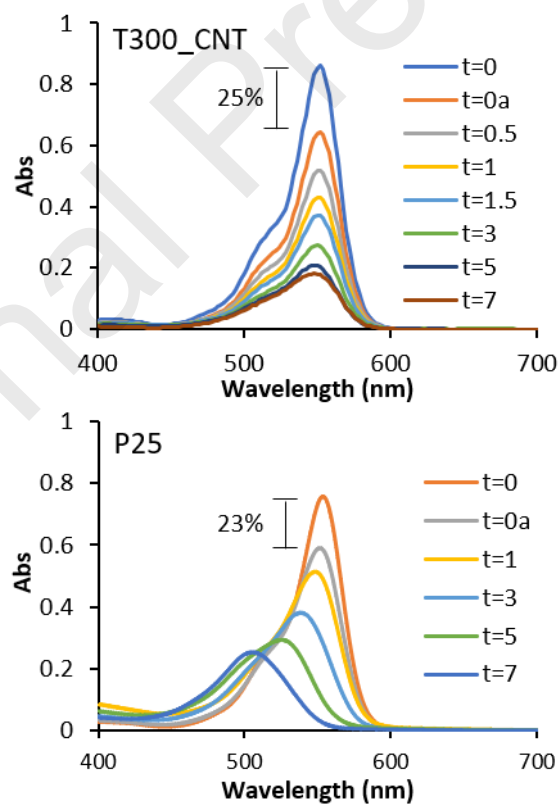 T300_CNT
1
0.8
0.6
0.4
0.2
0
Abs
25%
t=0
t=0a
t=0.5
t=1
t=1.5
t=3
t=5
t=7
400 500 600 700
Wavelength (nm)
P25
1
0.8
0.6
0.4
0.2
0
Abs
23%
t=0
t=0a
t=1
t=3
t=5
t=7
400 500 600 700
Wavelength (nm)
nal Pre